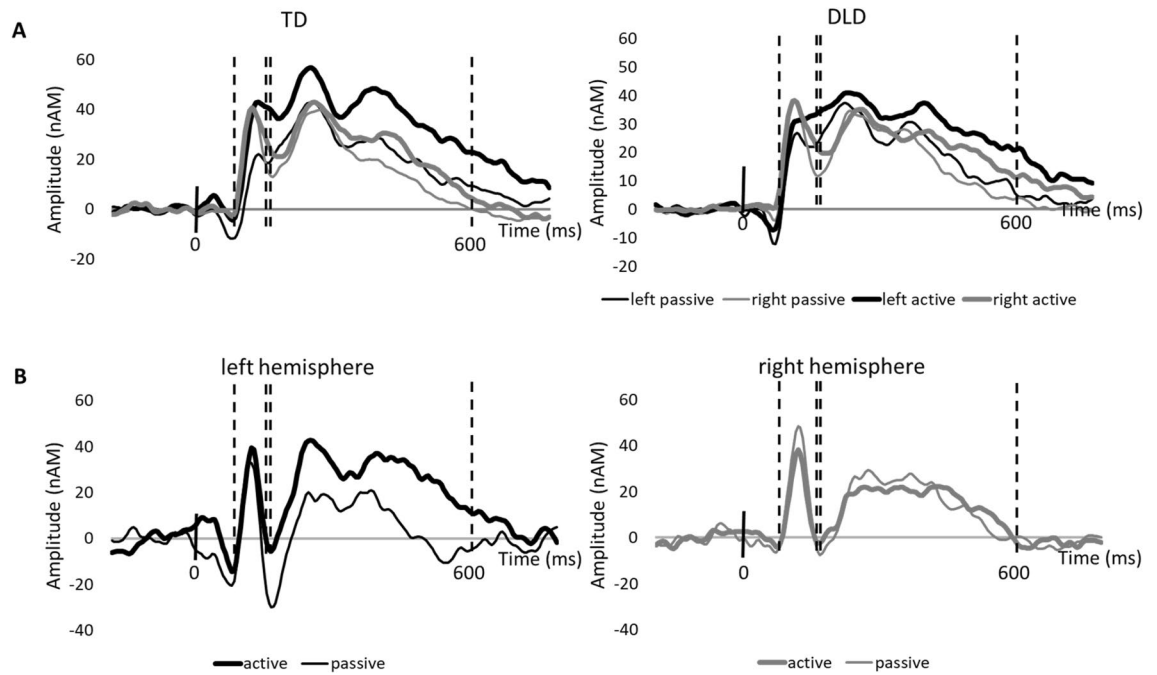 A
TD
DLD
Amplitude (nAM)
60
40
20
0
-20
0
600
Time (ms)
Amplitude (nAM)
60
50
40
30
20
10
0
-10
-20
0
600
Time (ms)
left passive right passive left active right active
B
left hemisphere
right hemisphere
Amplitude (nAM)
60
40
20
0
-20
-40
0
600
Time (ms)
active passive
Amplitude (nAM)
60
40
20
0
-20
-40
0
600
Time (ms)
active passive